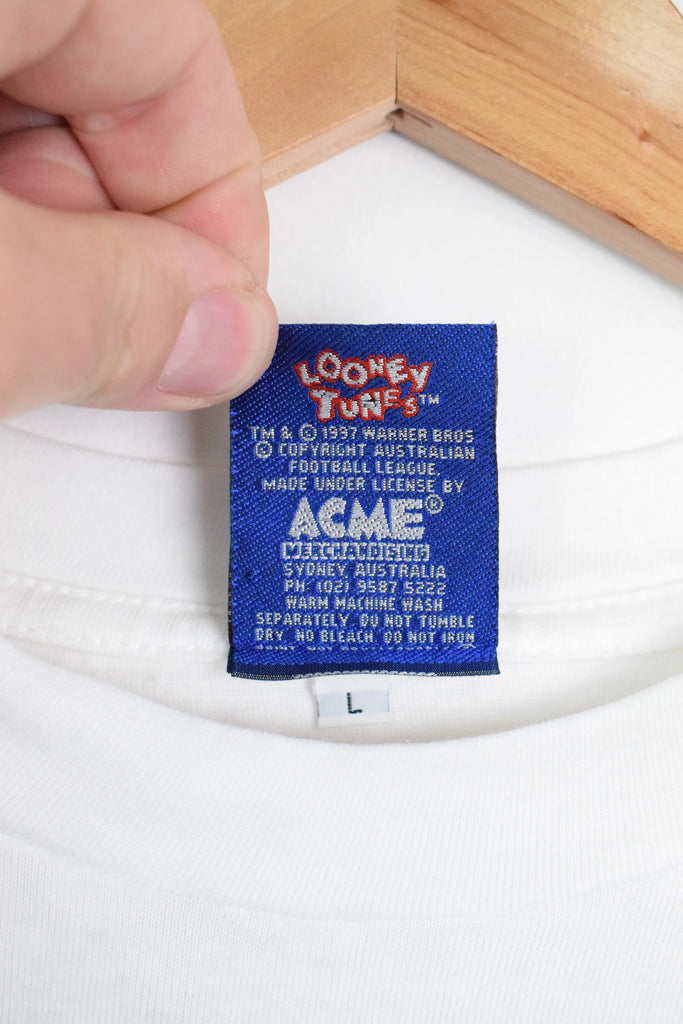 LOONEY
TUNES™
TM & © 1997 WARNER BROS
© COPYRIGHT AUSTRALIAN
FOOTBALL LEAGUE.
MADE UNDER LICENSE BY
ACME®
MERCHANDISING
SYDNEY AUSTRALIA
PH: (02) 9587 5222
WARM MACHINE WASH
SEPARATELY. DO NOT TUMBLE
DRY. NO BLEACH. DO NOT IRON
L